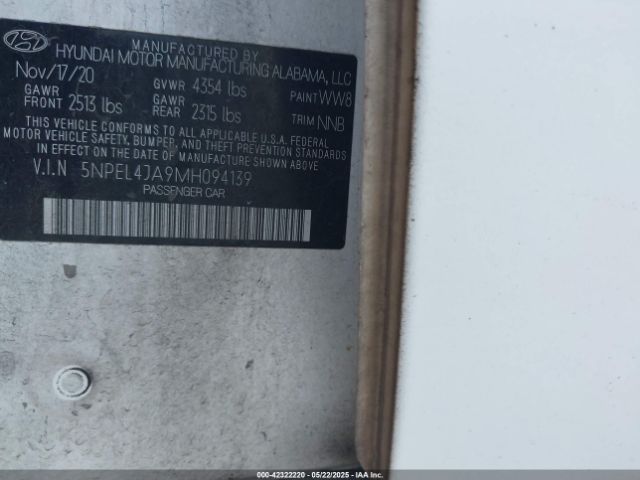 MANUFACTURED BY
HYUNDAI MOTOR MANUFACTURING ALABAMA, LLC
Nov/17/20 GVWR 4354 lbs PAINT WW8
GAWR FRONT 2513 lbs GAWR REAR 2315 lbs TRIM NNB
THIS VEHICLE CONFORMS TO ALL APPLICABLE U.S.A. FEDERAL
MOTOR VEHICLE SAFETY, BUMPER, AND THEFT PREVENTION STANDARDS
IN EFFECT ON THE DATE OF MANUFACTURE SHOWN ABOVE.
V.I.N 5NPEL4JA9MH094139
PASSENGER CAR
000-42322220 - 05/22/2025 - IAA Inc.